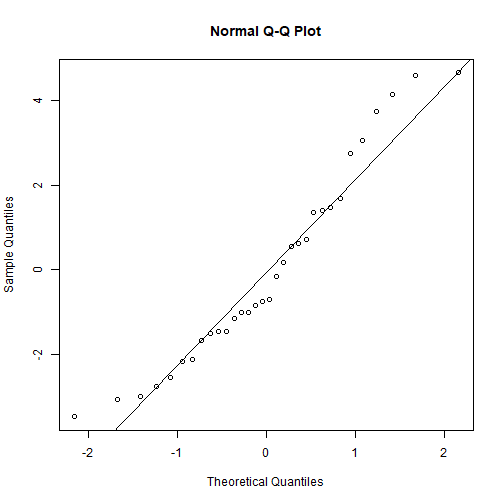 Normal Q-Q Plot
4
2
0
-2
Sample Quantiles
-2 -1 0 1 2
Theoretical Quantiles